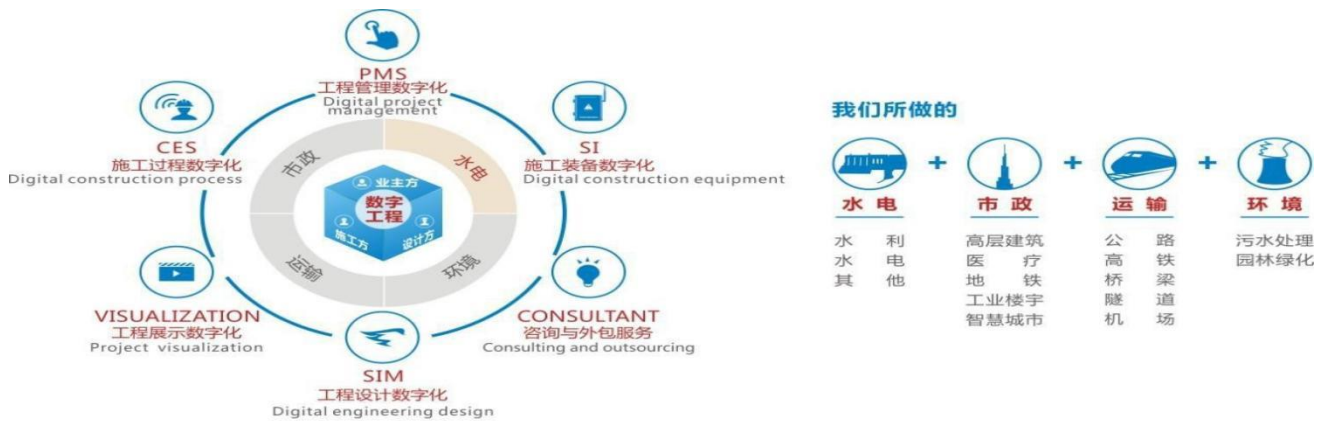 PMS
工程管理数字化
Digital project
management
CES
施工过程数字化
Digital construction process
SI
施工装备数字化
Digital construction equipment
市政
水电
业主方
数字
工程
施工方
设计方
运输
环境
VISUALIZATION
工程展示数字化
Project visualization
CONSULTANT
咨询与外包服务
Consulting and outsourcing
SIM
工程设计数字化
Digital engineering design
我们所做的
+ + +
水电 市政 运输 环境
水利 高层建筑 公路 污水处理
水电 医疗 高铁 园林绿化
其他 地铁 桥梁
工业楼宇 隧道
智慧城市 机场